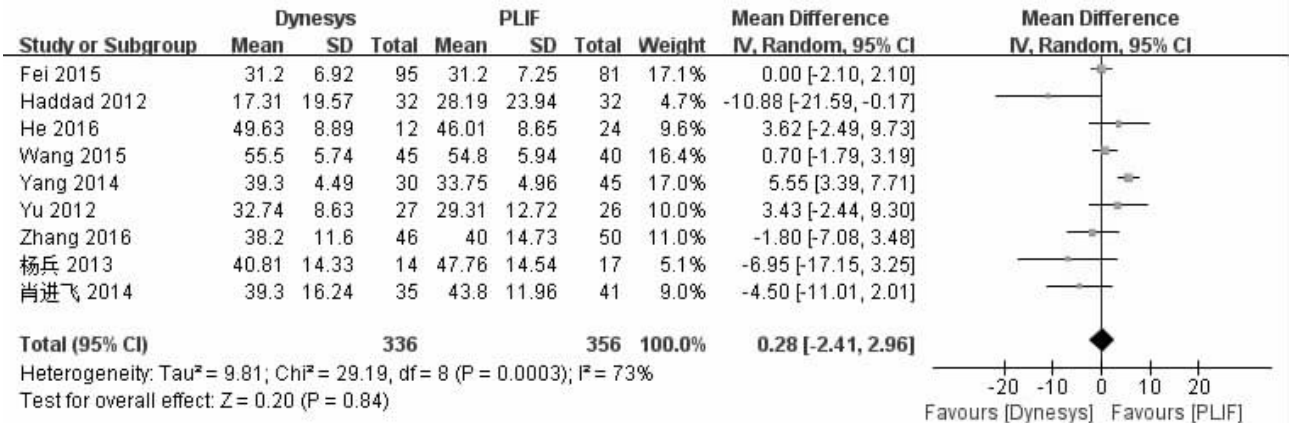 Dynesys PLIF Mean Difference Mean Difference
Study or Subgroup Mean SD Total Mean SD Total Weight IV, Random, 95% CI IV, Random, 95% CI
Fei 2015 31.2 6.92 95 31.2 7.25 81 17.1% 0.00 [-2.10, 2.10]
Haddad 2012 17.31 19.57 32 28.19 23.94 32 4.7% -10.88 [-21.59, -0.17]
He 2016 49.63 8.89 12 46.01 8.65 24 9.6% 3.62 [-2.49, 9.73]
Wang 2015 55.5 5.74 45 54.8 5.94 40 16.4% 0.70 [-1.79, 3.19]
Yang 2014 39.3 4.49 30 33.75 4.96 45 17.0% 5.55 [3.39, 7.71]
Yu 2012 32.74 8.63 27 29.31 12.72 26 10.0% 3.43 [-2.44, 9.30]
Zhang 2016 38.2 11.6 46 40 14.73 50 11.0% -1.80 [-7.08, 3.48]
杨兵 2013 40.81 14.33 14 47.76 14.54 17 5.1% -6.95 [-17.15, 3.25]
肖进飞 2014 39.3 16.24 35 43.8 11.96 41 9.0% -4.50 [-11.01, 2.01]
Total (95% CI) 336 356 100.0% 0.28 [-2.41, 2.96]
Heterogeneity: Tau² = 9.81; Chi² = 29.19, df = 8 (P = 0.0003); I² = 73%
Test for overall effect: Z = 0.20 (P = 0.84)
-20 -10 0 10 20
Favours [Dynesys] Favours [PLIF]